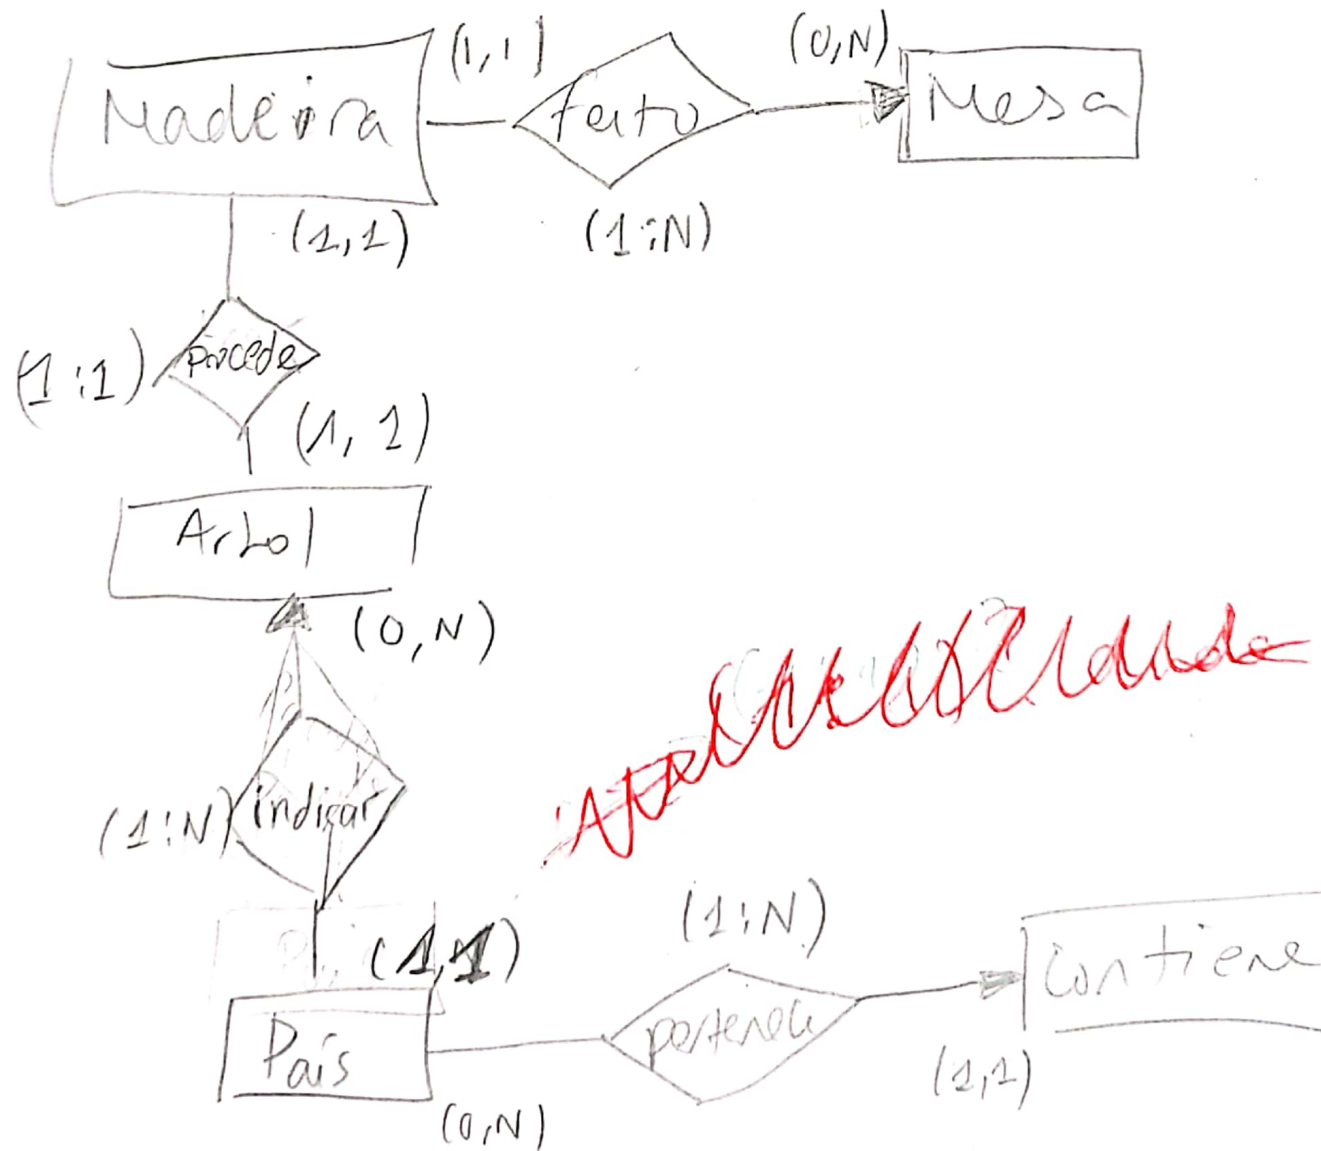 (1,1)
(0,N)
Madeira
feito
Mesa
(1,1)
(1:N)
procede
(1:1)
(1, 1)
Arbol
(0,N)
indicar
(1:N)
(1:N)
(1,1)
Contiene
País
pertenece
(1,1)
(0,N)